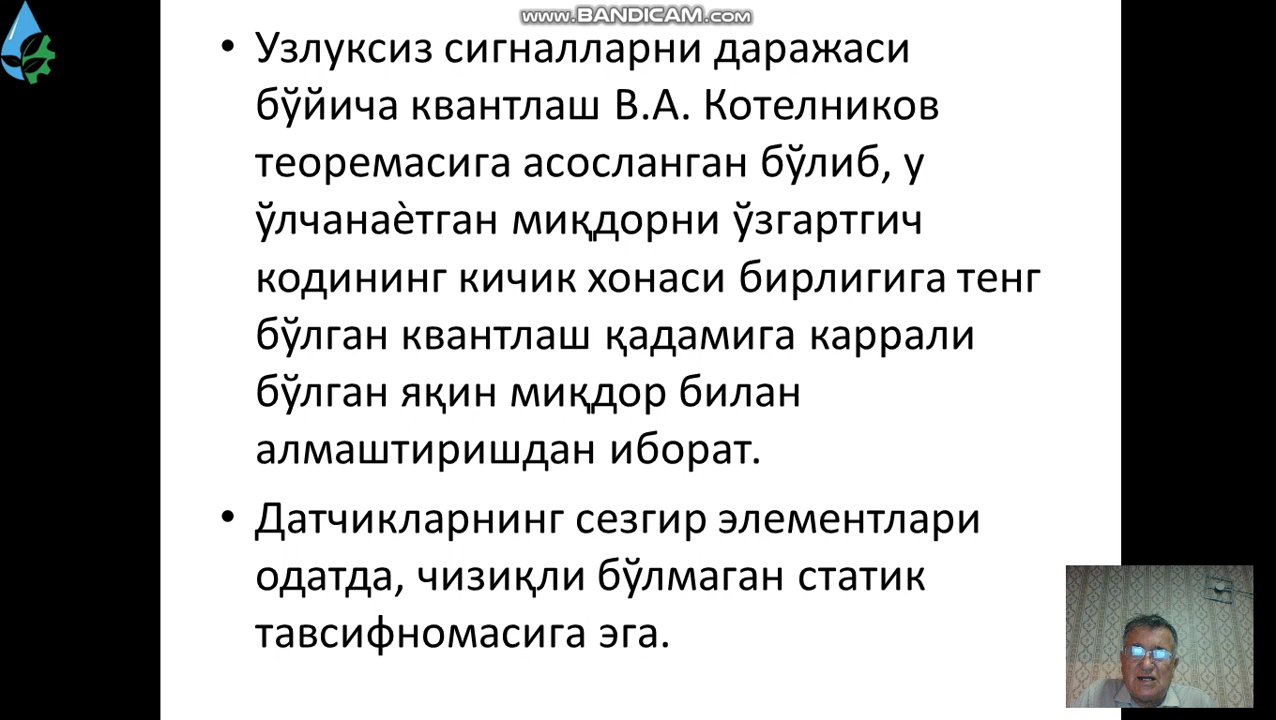 www.BANDICAM.com
• Узлуксиз сигналларни даражаси
бўйича квантлаш В.А. Котелников
теоремасига асосланган бўлиб, у
ўлчанаѐтган миқдорни ўзгартгич
кодининг кичик хонаси бирлигига тенг
бўлган квантлаш қадамига каррали
бўлган яқин миқдор билан
алмаштиришдан иборат.
• Датчикларнинг сезгир элементлари
одатда, чизиқли бўлмаган статик
тавсифномасига эга.